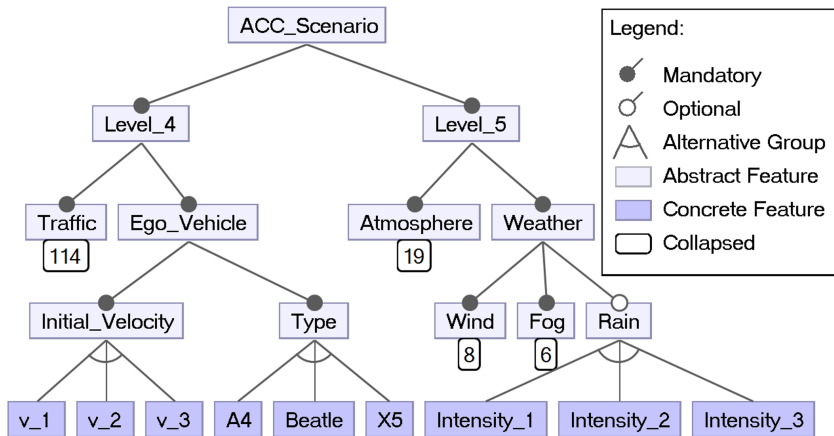 ACC_Scenario
Legend:
Mandatory
Optional
Alternative Group
Abstract Feature
Concrete Feature
Collapsed
Level_4
Level_5
Traffic
Ego_Vehicle
Atmosphere
Weather
114
19
Initial_Velocity
Type
Wind
Fog
Rain
8
6
v_1
v_2
v_3
A4
Beatle
X5
Intensity_1
Intensity_2
Intensity_3